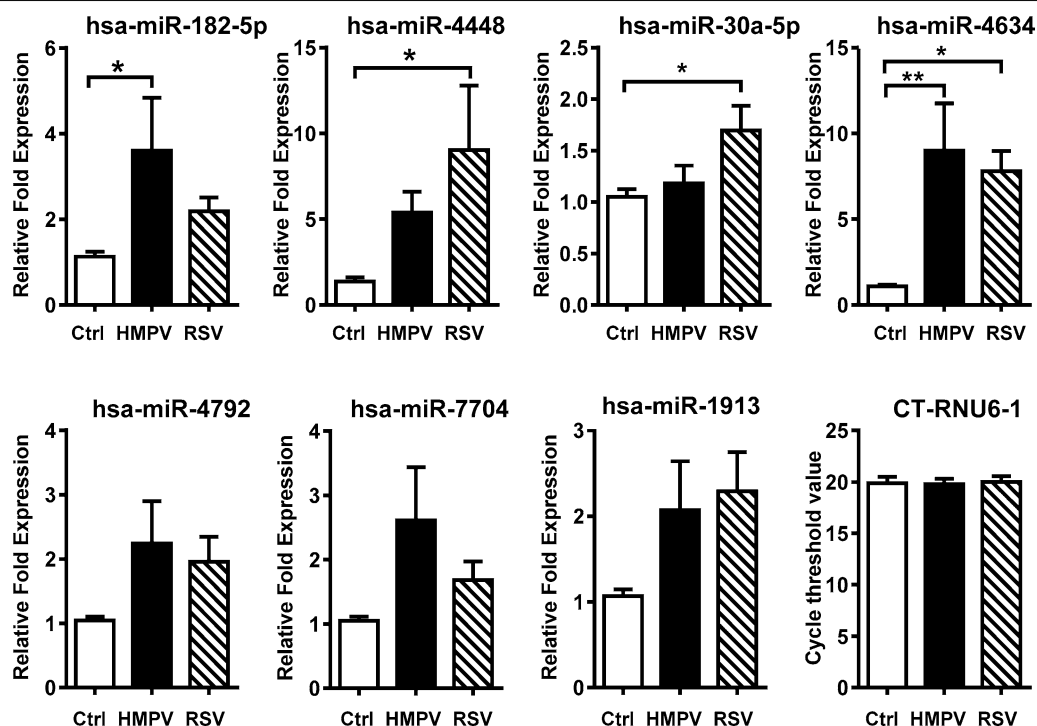 hsa-miR-182-5p
Relative Fold Expression
6
4
2
0
*
Ctrl HMPV RSV
hsa-miR-4448
Relative Fold Expression
15
10
5
0
*
Ctrl HMPV RSV
hsa-miR-30a-5p
Relative Fold Expression
2.5
2.0
1.5
1.0
0.5
0.0
*
Ctrl HMPV RSV
hsa-miR-4634
Relative Fold Expression
15
10
5
0
*
**
Ctrl HMPV RSV
hsa-miR-4792
Relative Fold Expression
4
3
2
1
0
Ctrl HMPV RSV
hsa-miR-7704
Relative Fold Expression
4
3
2
1
0
Ctrl HMPV RSV
hsa-miR-1913
Relative Fold Expression
3
2
1
0
Ctrl HMPV RSV
CT-RNU6-1
Cycle threshold value
25
20
15
20
15
5
0
Ctrl HMPV RSV